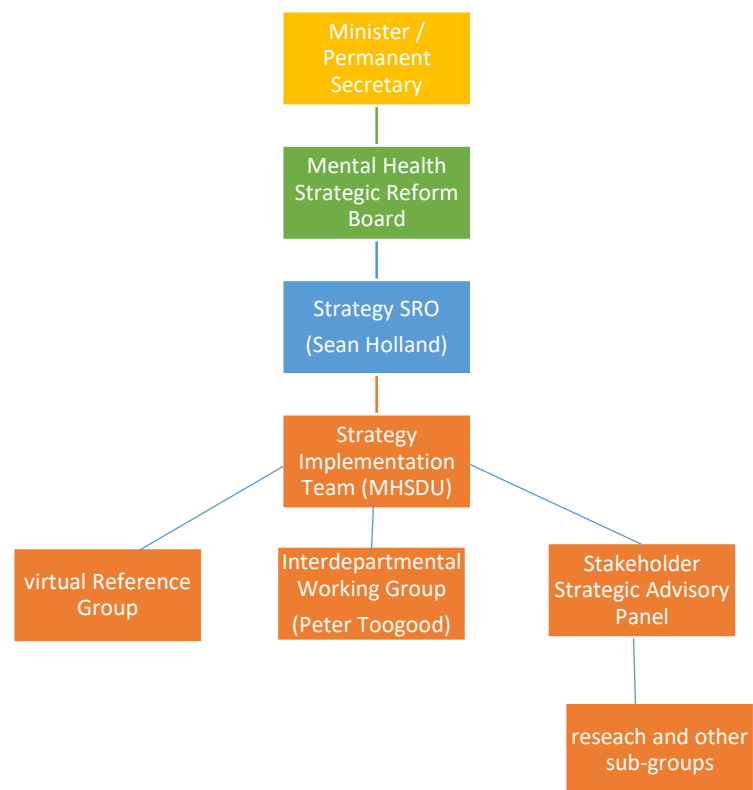 Minister /
Permanent
Secretary
Mental Health
Strategic Reform
Board
Strategy SRO
(Sean Holland)
Strategy
Implementation
Team (MHSDU)
virtual Reference
Group
Interdepartmental
Working Group
(Peter Toogood)
Stakeholder
Strategic Advisory
Panel
reseach and other
sub-groups